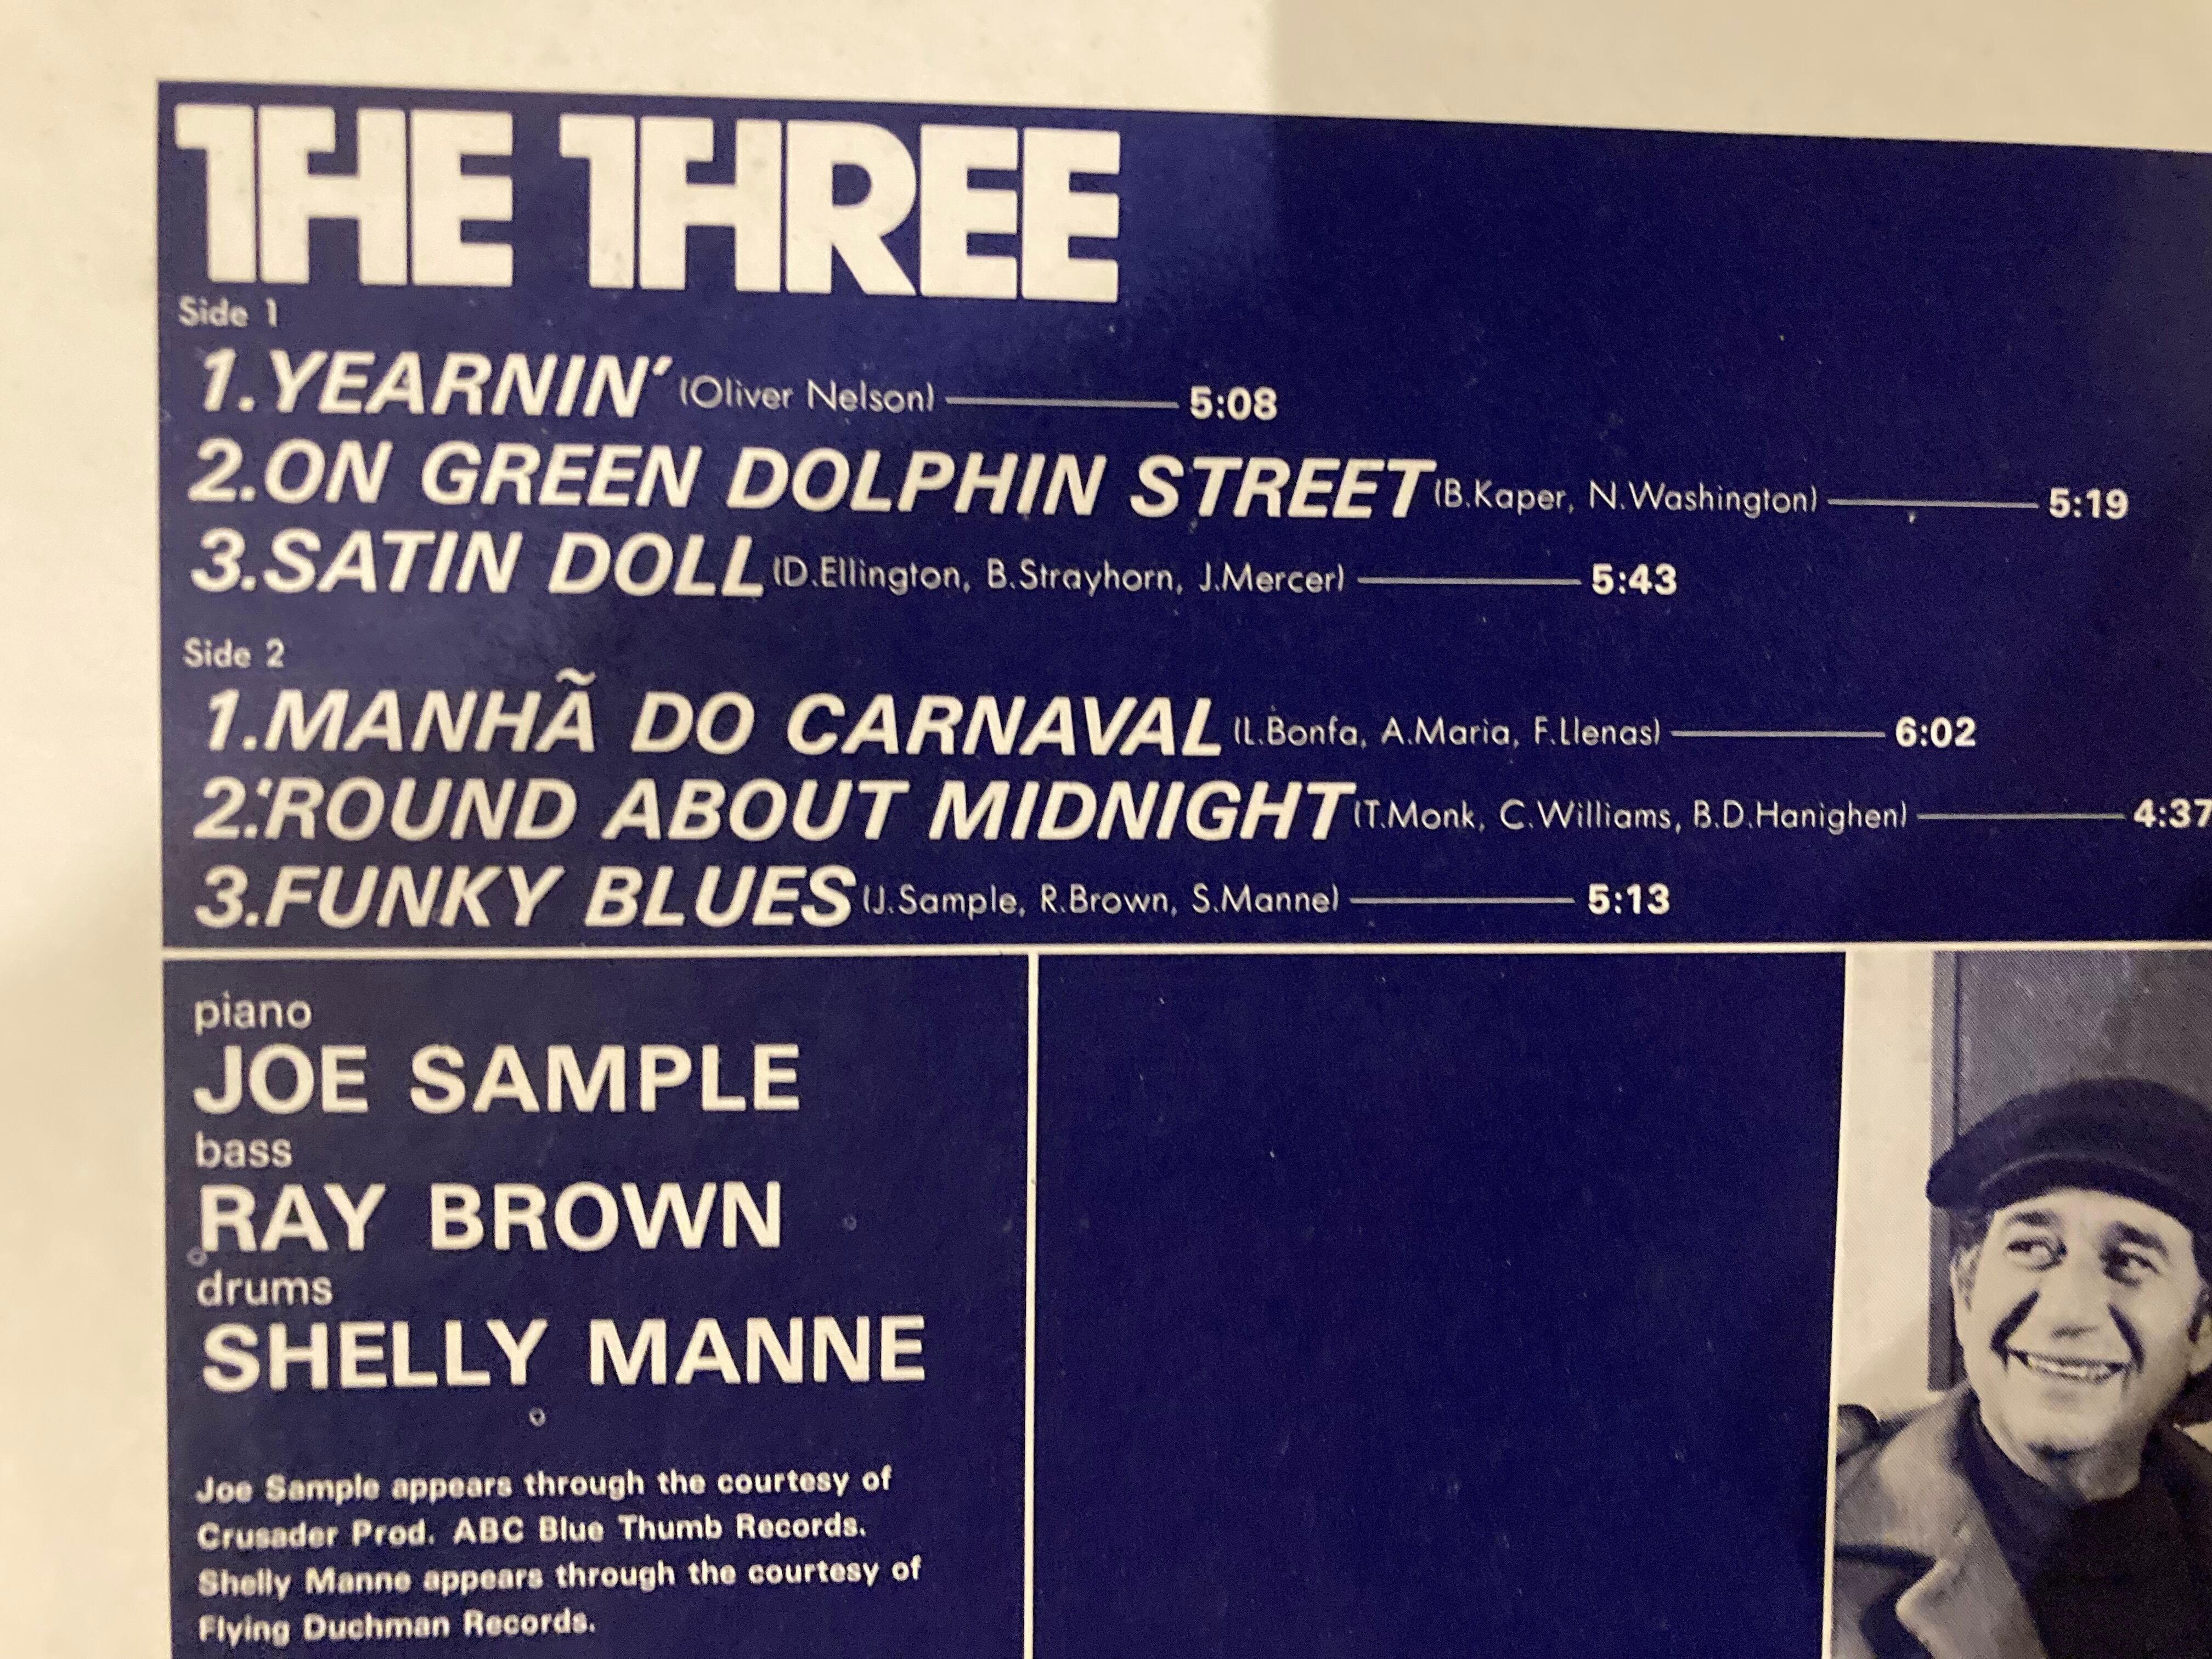 THE THREE
Side 1
1.YEARNIN' (Oliver Nelson) 5:08
2.ON GREEN DOLPHIN STREET (B.Kaper, N.Washington) 5:19
3.SATIN DOLL (D.Ellington, B.Strayhorn, J.Mercer) 5:43
Side 2
1.MANHÃ DO CARNAVAL (L.Bonfa, A.Maria, F.Llenas) 6:02
2.'ROUND ABOUT MIDNIGHT (T.Monk, C.Williams, B.D.Hanighen) 4:37
3.FUNKY BLUES (J.Sample, R.Brown, S.Manne) 5:13
piano
JOE SAMPLE
bass
RAY BROWN
drums
SHELLY MANNE
Joe Sample appears through the courtesy of
Crusader Prod. ABC Blue Thumb Records.
Shelly Manne appears through the courtesy of
Flying Duchman Records.